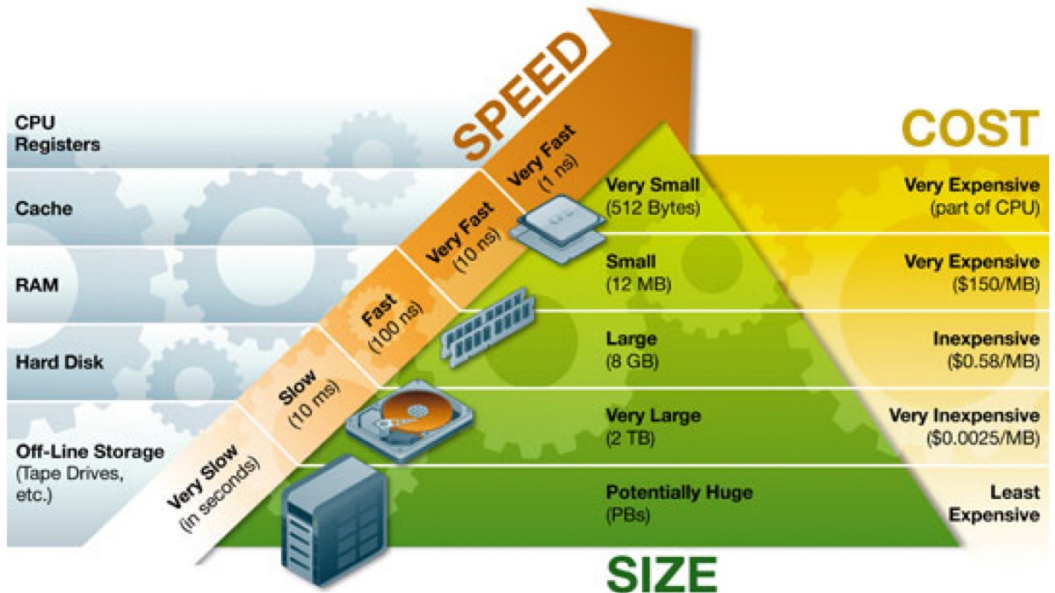 SPEED
COST
CPU
Registers
Cache
RAM
Hard Disk
Off-Line Storage
(Tape Drives,
etc.)
Very Fast
(1 ns)
Very Fast
(10 ns)
Fast
(100 ns)
Slow
(10 ms)
Very Slow
(in seconds)
CPU
Very Small
(512 Bytes)
Small
(12 MB)
Large
(8 GB)
Very Large
(2 TB)
Potentially Huge
(PBs)
Very Expensive
(part of CPU)
Very Expensive
($150/MB)
Inexpensive
($0.58/MB)
Very Inexpensive
($0.0025/MB)
Least
Expensive
SIZE